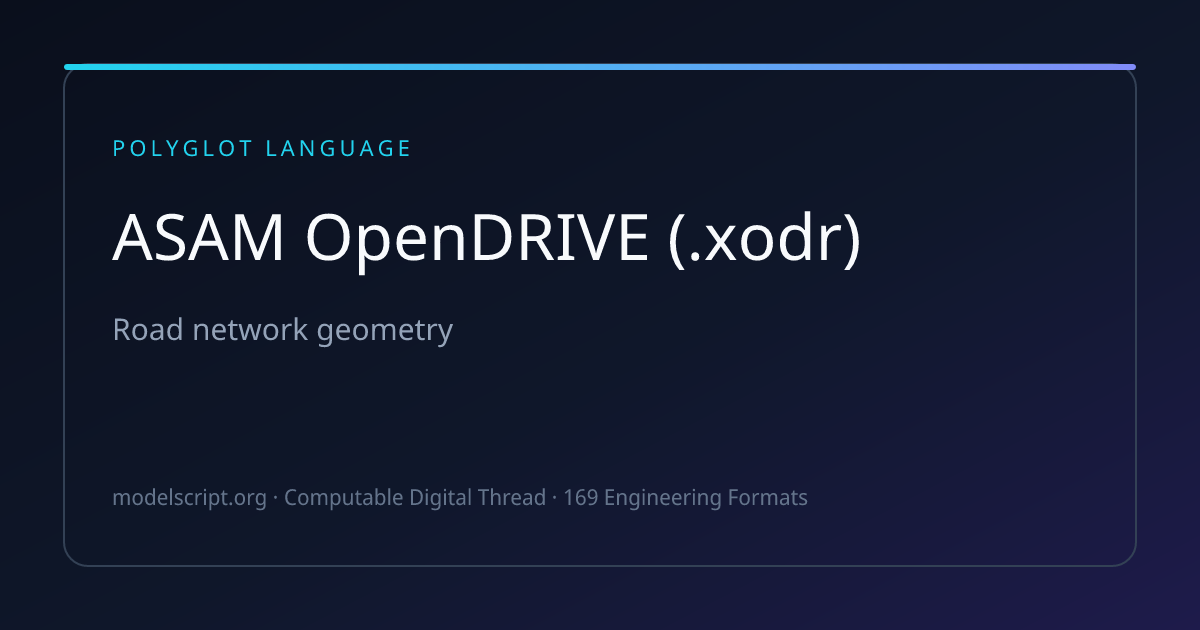 POLYGLOT LANGUAGE
ASAM OpenDRIVE (.xodr)
Road network geometry
modelscript.org · Computable Digital Thread · 169 Engineering Formats